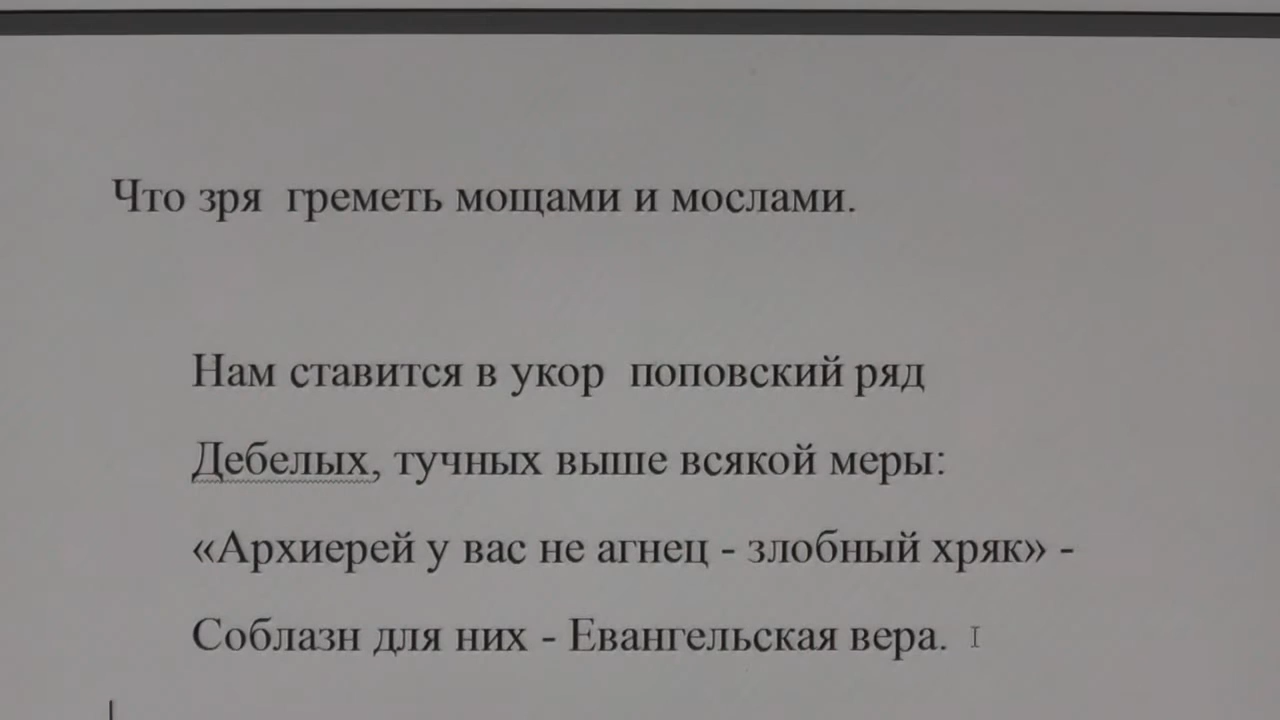 Что зря  греметь мощами и мослами.
Нам ставится в укор  поповский ряд
Дебелых, тучных выше всякой меры:
«Архиерей у вас не агнец - злобный хряк» -
Соблазн для них - Евангельская вера.